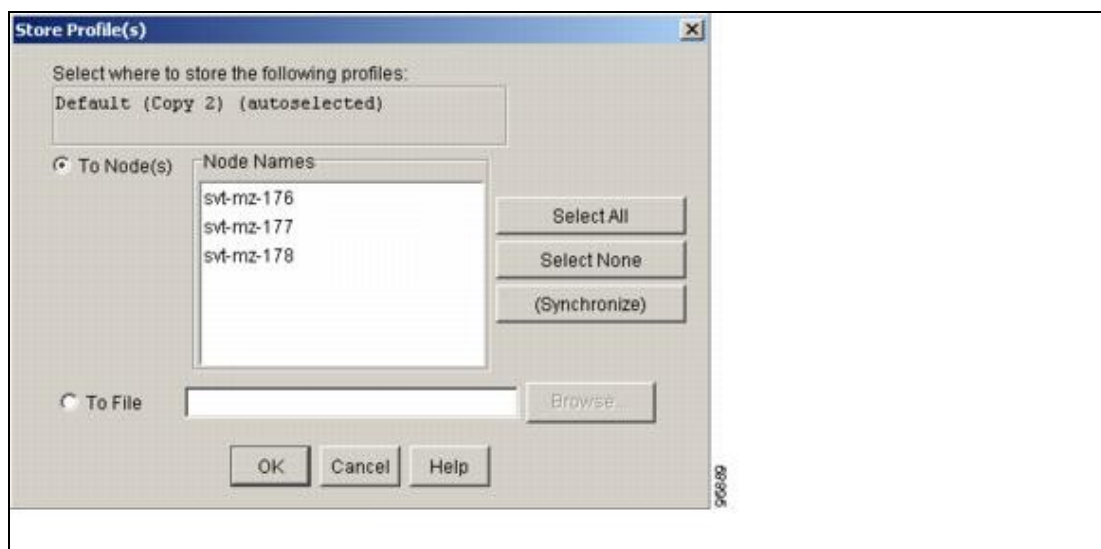 Store Profile(s)
Select where to store the following profiles:
Default (Copy 2) (autoselected)
To Node(s)
Node Names
svt-mz-176
svt-mz-177
svt-mz-178
Select All
Select None
(Synchronize)
To File
Browse...
OK
Cancel
Help
96889